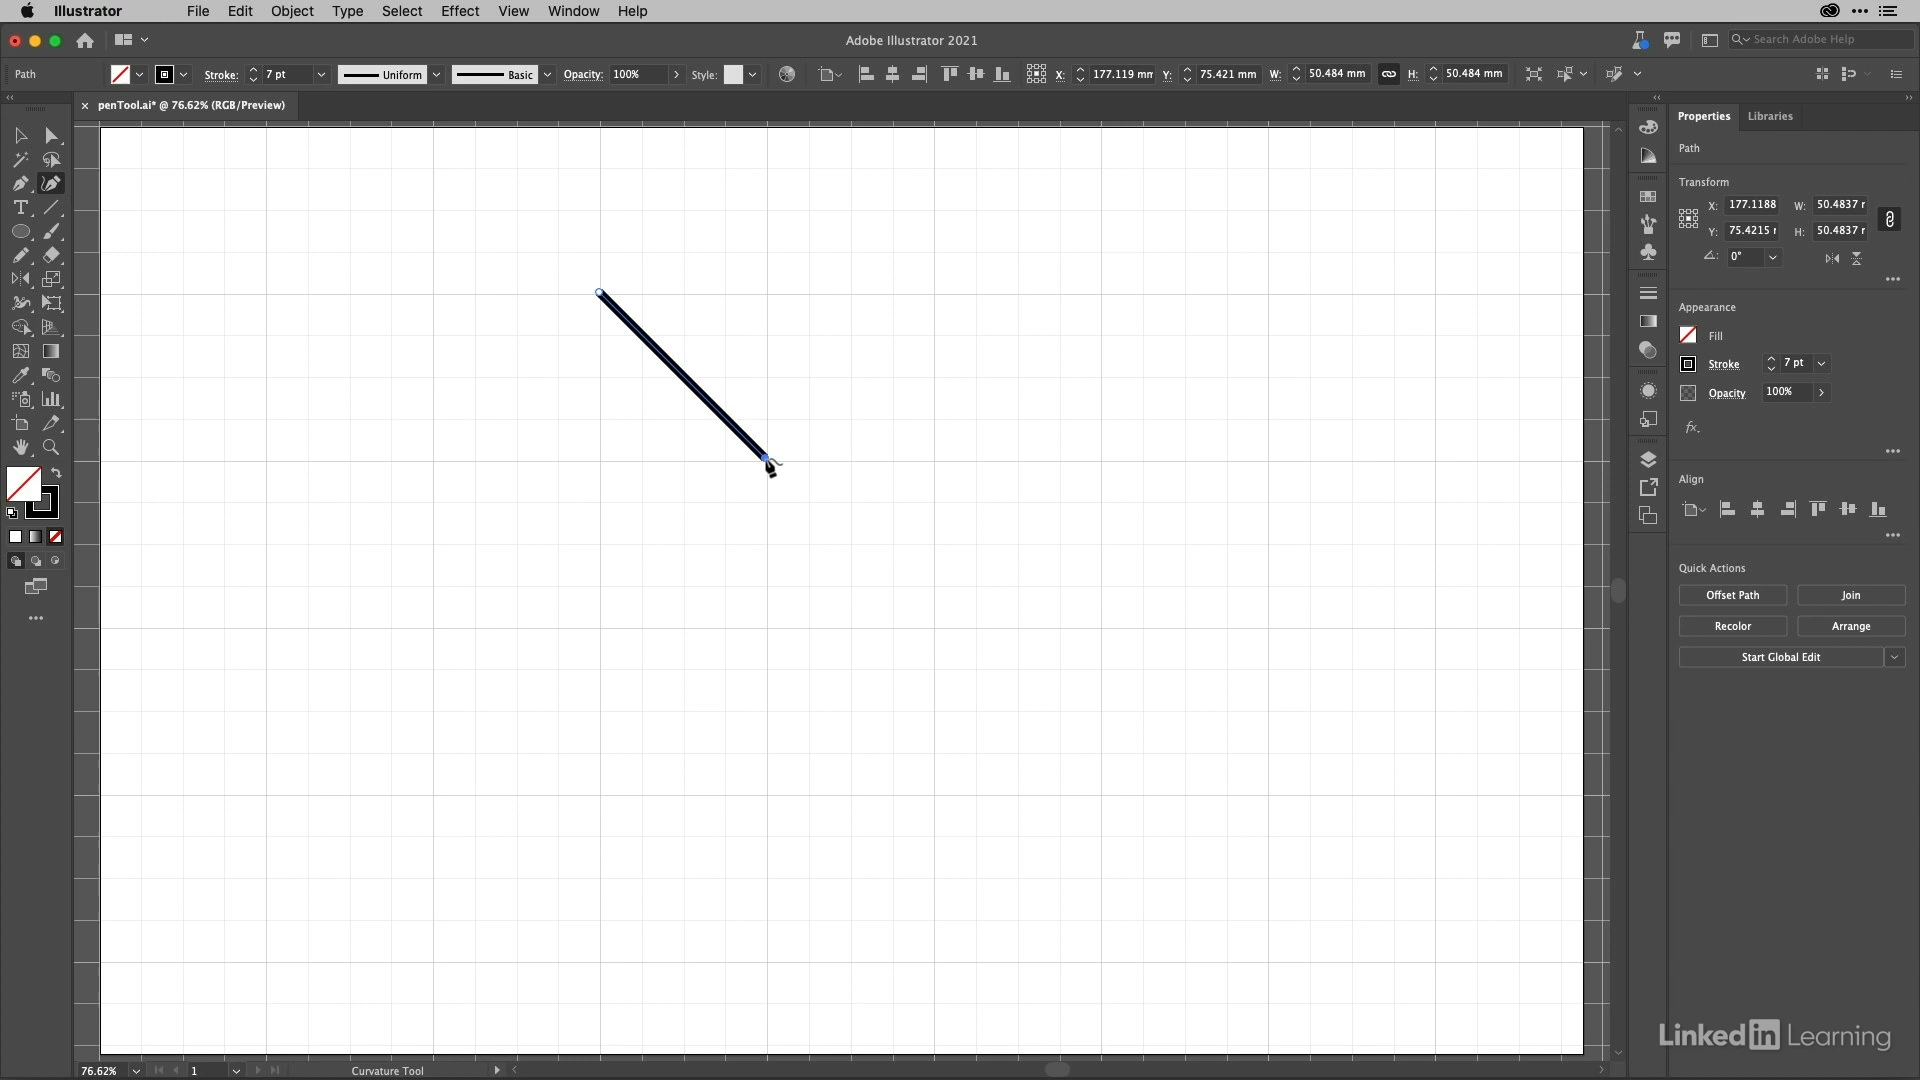 Illustrator File Edit Object Type Select Effect View Window Help
Adobe Illustrator 2021
Search Adobe Help
Path Stroke: 7 pt Uniform Basic Opacity: 100% Style: X: 177.119 mm Y: 75.421 mm W: 50.484 mm H: 50.484 mm
× penTool.ai* @ 76.62% (RGB/Preview)
Properties Libraries
Path
Transform
X: 177.1188 W: 50.4837 r
Y: 75.4215 r H: 50.4837 r
0°
Appearance
Fill
Stroke 7 pt
Opacity 100%
fx.
Align
Quick Actions
Offset Path Join
Recolor Arrange
Start Global Edit
LinkedIn Learning
76.62% 1 Curvature Tool